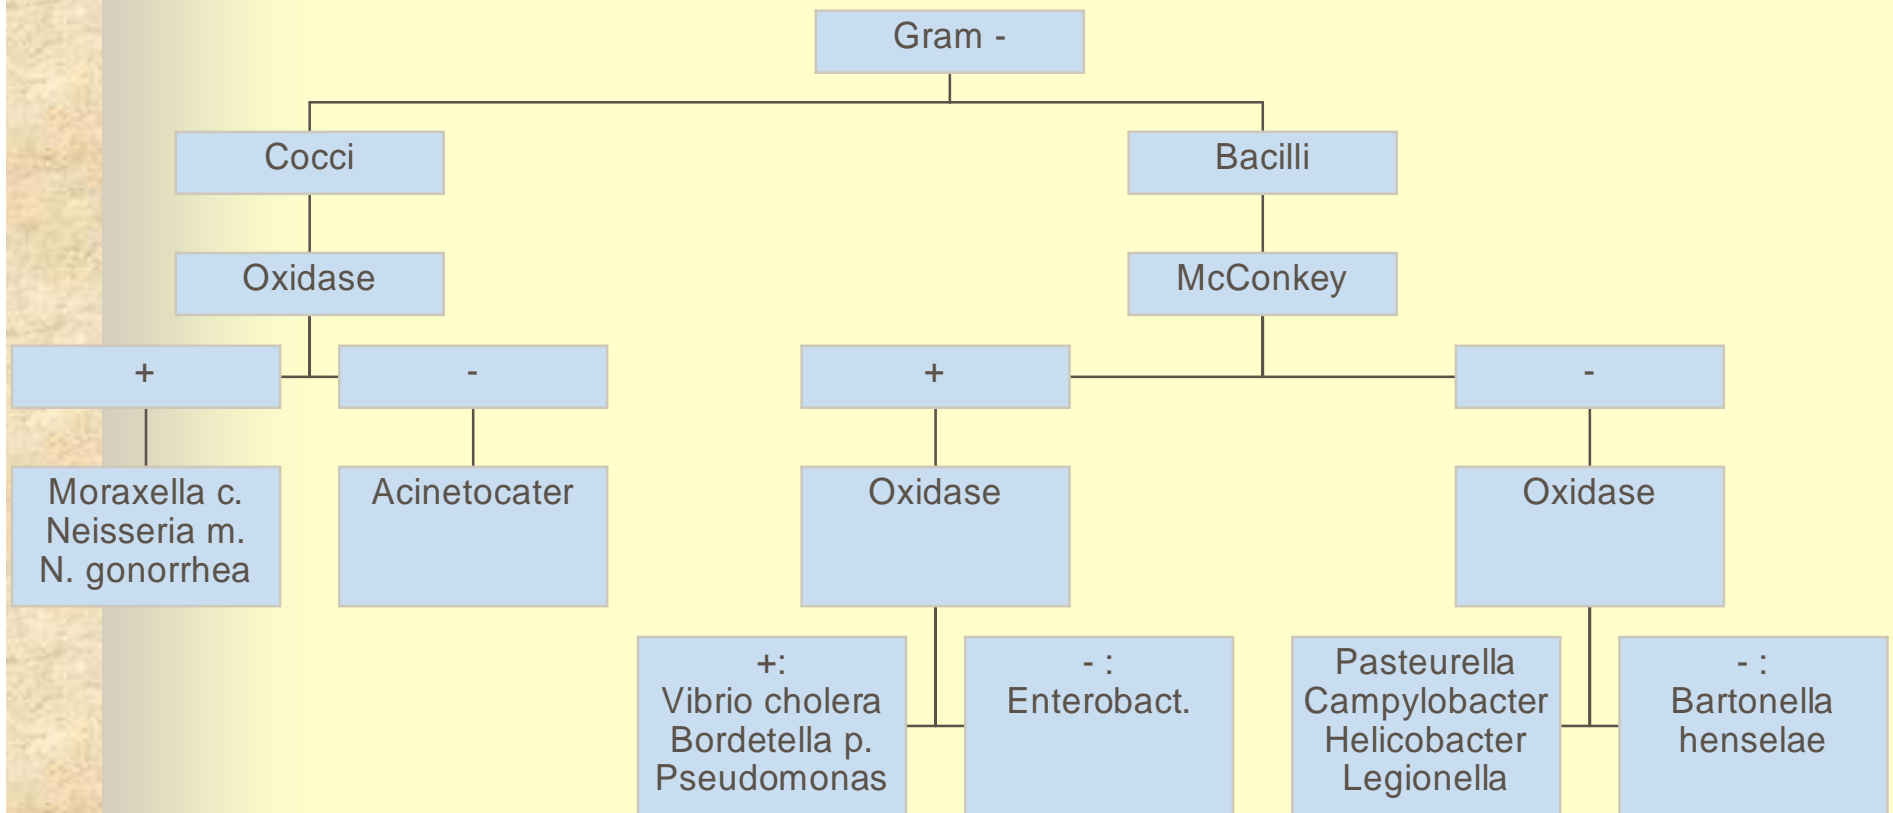 Gram -
Cocci
Bacilli
Oxidase
McConkey
+
-
+
-
Moraxella c.
Neisseria m.
N. gonorrhea
Acinetocater
Oxidase
Oxidase
+:
Vibrio cholera
Bordetella p.
Pseudomonas
- :
Enterobact.
Pasteurella
Campylobacter
Helicobacter
Legionella
- :
Bartonella
henselae